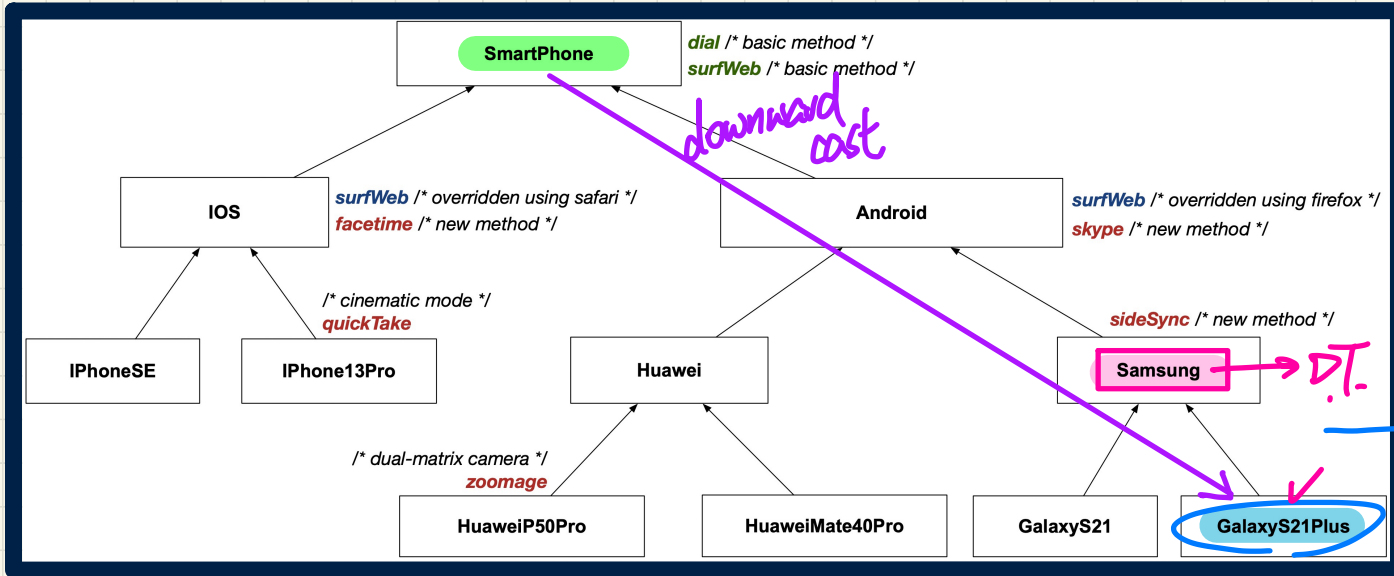 SmartPhone
dial /* basic method */
surfWeb /* basic method */
downward
cast
IOS
surfWeb /* overridden using safari */
facetime /* new method */
Android
surfWeb /* overridden using firefox */
skype /* new method */
/* cinematic mode */
quickTake
sideSync /* new method */
IPhoneSE
IPhone13Pro
Huawei
Samsung
D.T.
/* dual-matrix camera */
zoomage
HuaweiP50Pro
HuaweiMate40Pro
GalaxyS21
GalaxyS21Plus